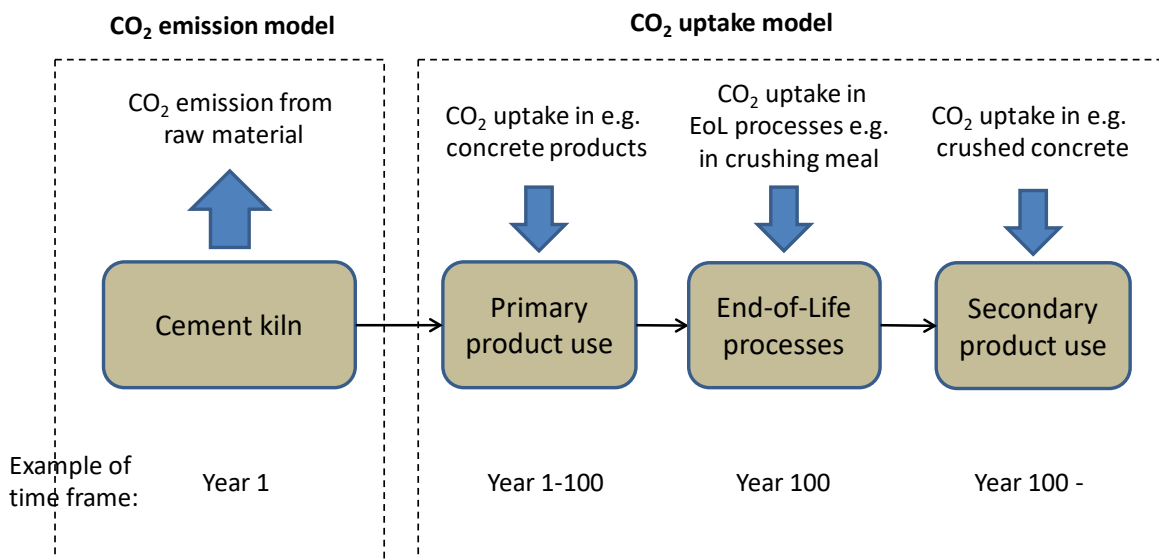 CO₂ emission model
CO₂ uptake model
CO₂ emission from
raw material
CO₂ uptake in e.g.
concrete products
CO₂ uptake in
EoL processes e.g.
in crushing meal
CO₂ uptake in e.g.
crushed concrete
Cement kiln
Primary
product use
End-of-Life
processes
Secondary
product use
Example of
time frame:
Year 1
Year 1-100
Year 100
Year 100 -